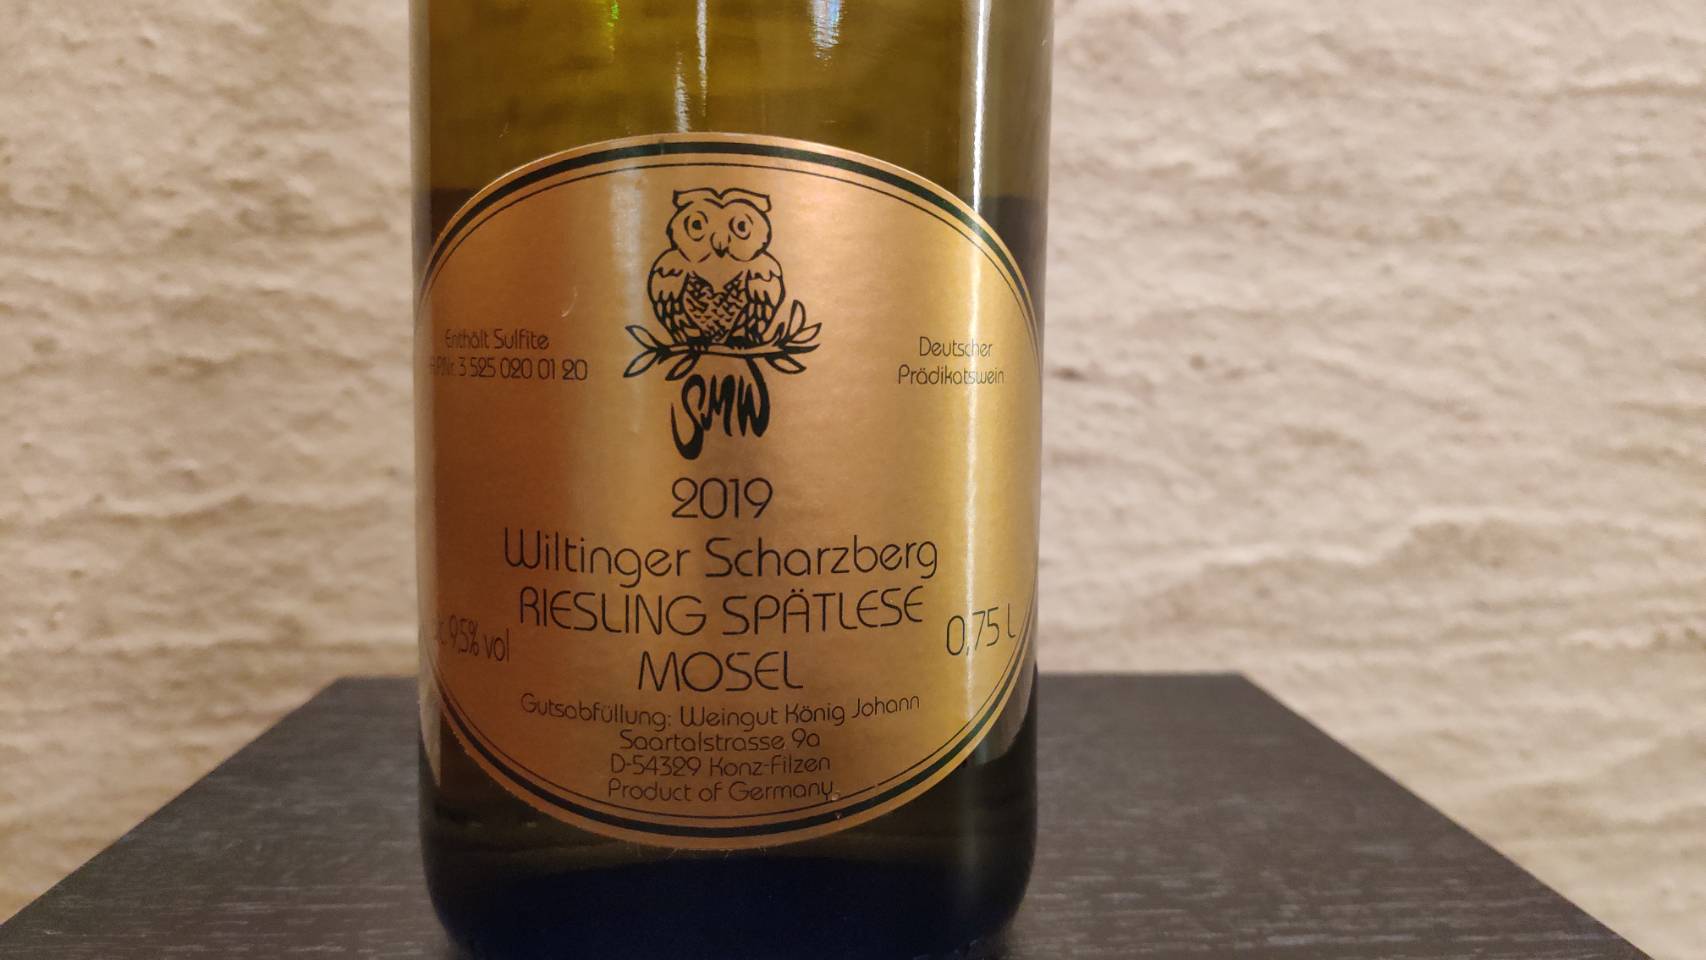 Enthält Sulfite
3 525 020 01 20
Deutscher
Prädikatswein
SMW
2019
Wiltinger Scharzberg
RIESLING SPÄTLESE
9,5% vol
0,75 L
MOSEL
Gutsabfüllung: Weingut König Johann
Saartalstrasse 9a
D-54329 Konz-Filzen
Product of Germany